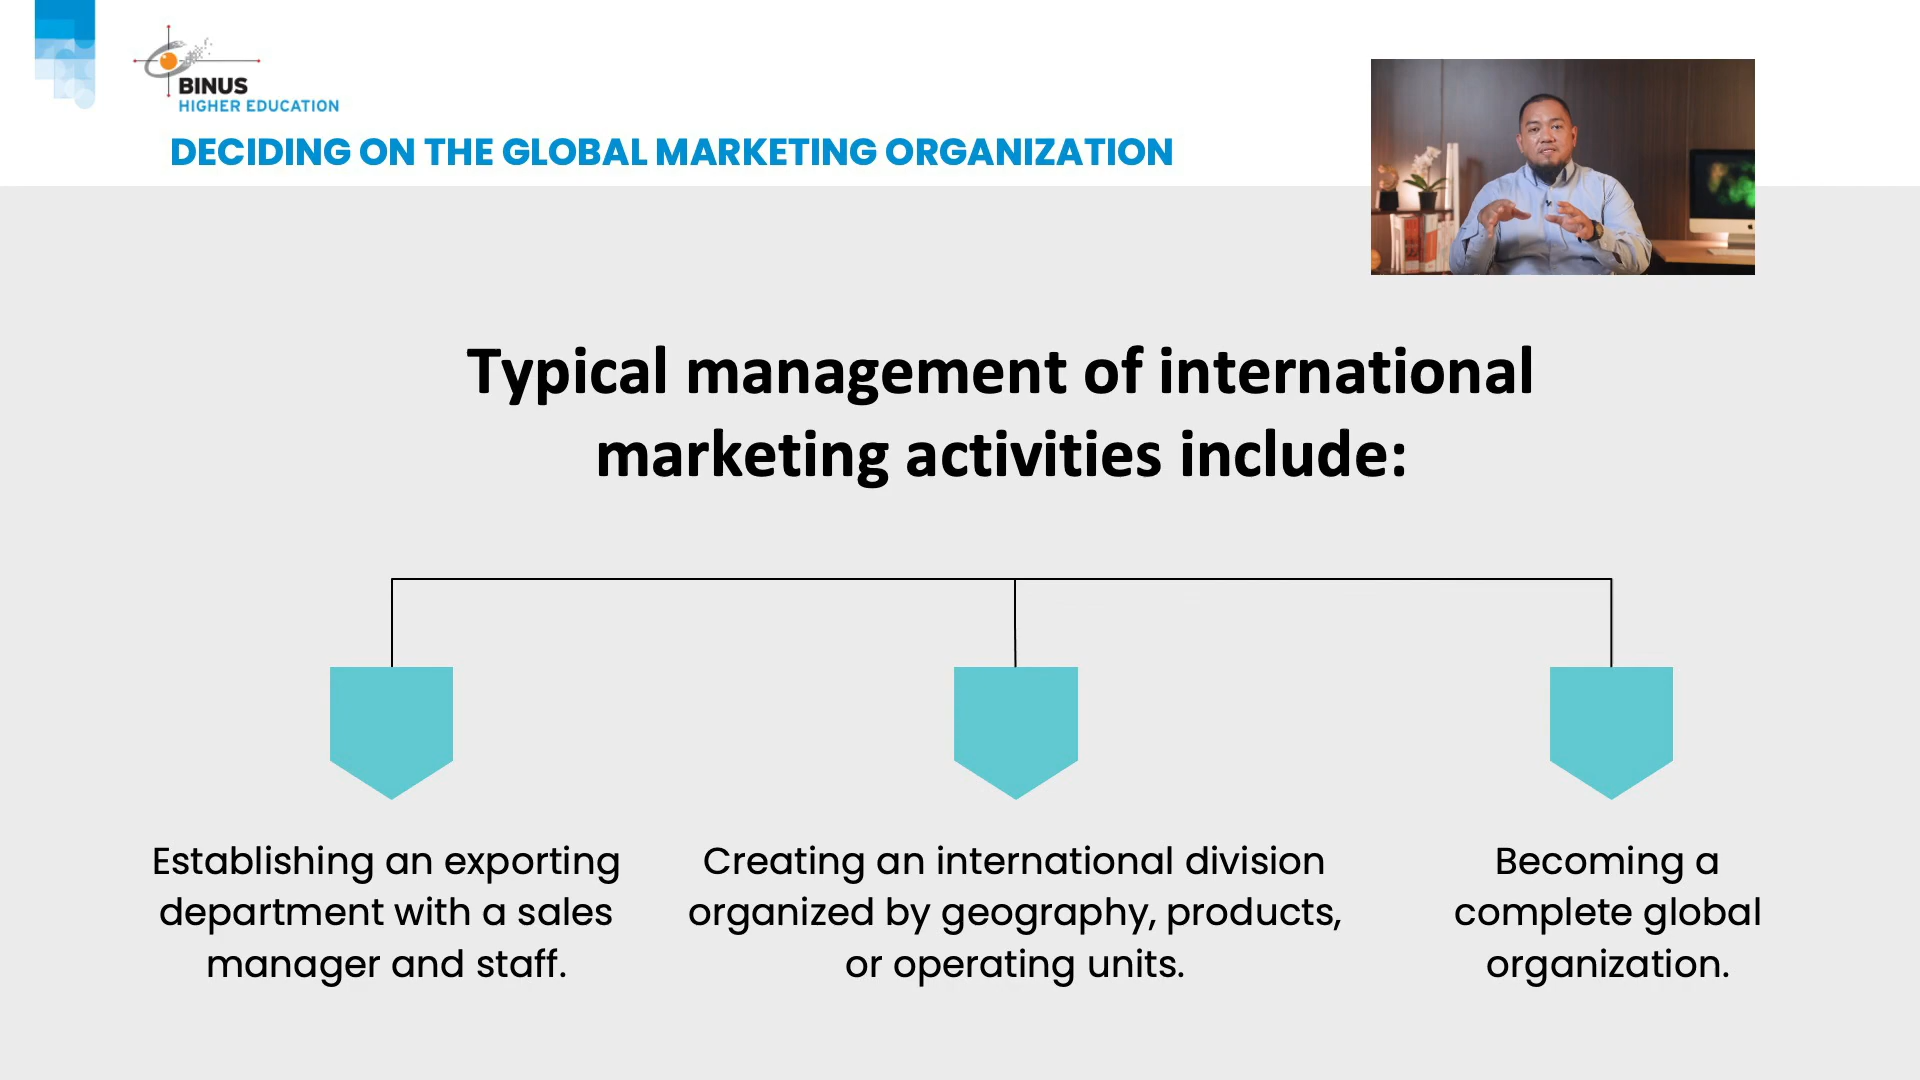 BINUS
HIGHER EDUCATION
DECIDING ON THE GLOBAL MARKETING ORGANIZATION
Typical management of international
marketing activities include:
Establishing an exporting
department with a sales
manager and staff.
Creating an international division
organized by geography, products,
or operating units.
Becoming a
complete global
organization.